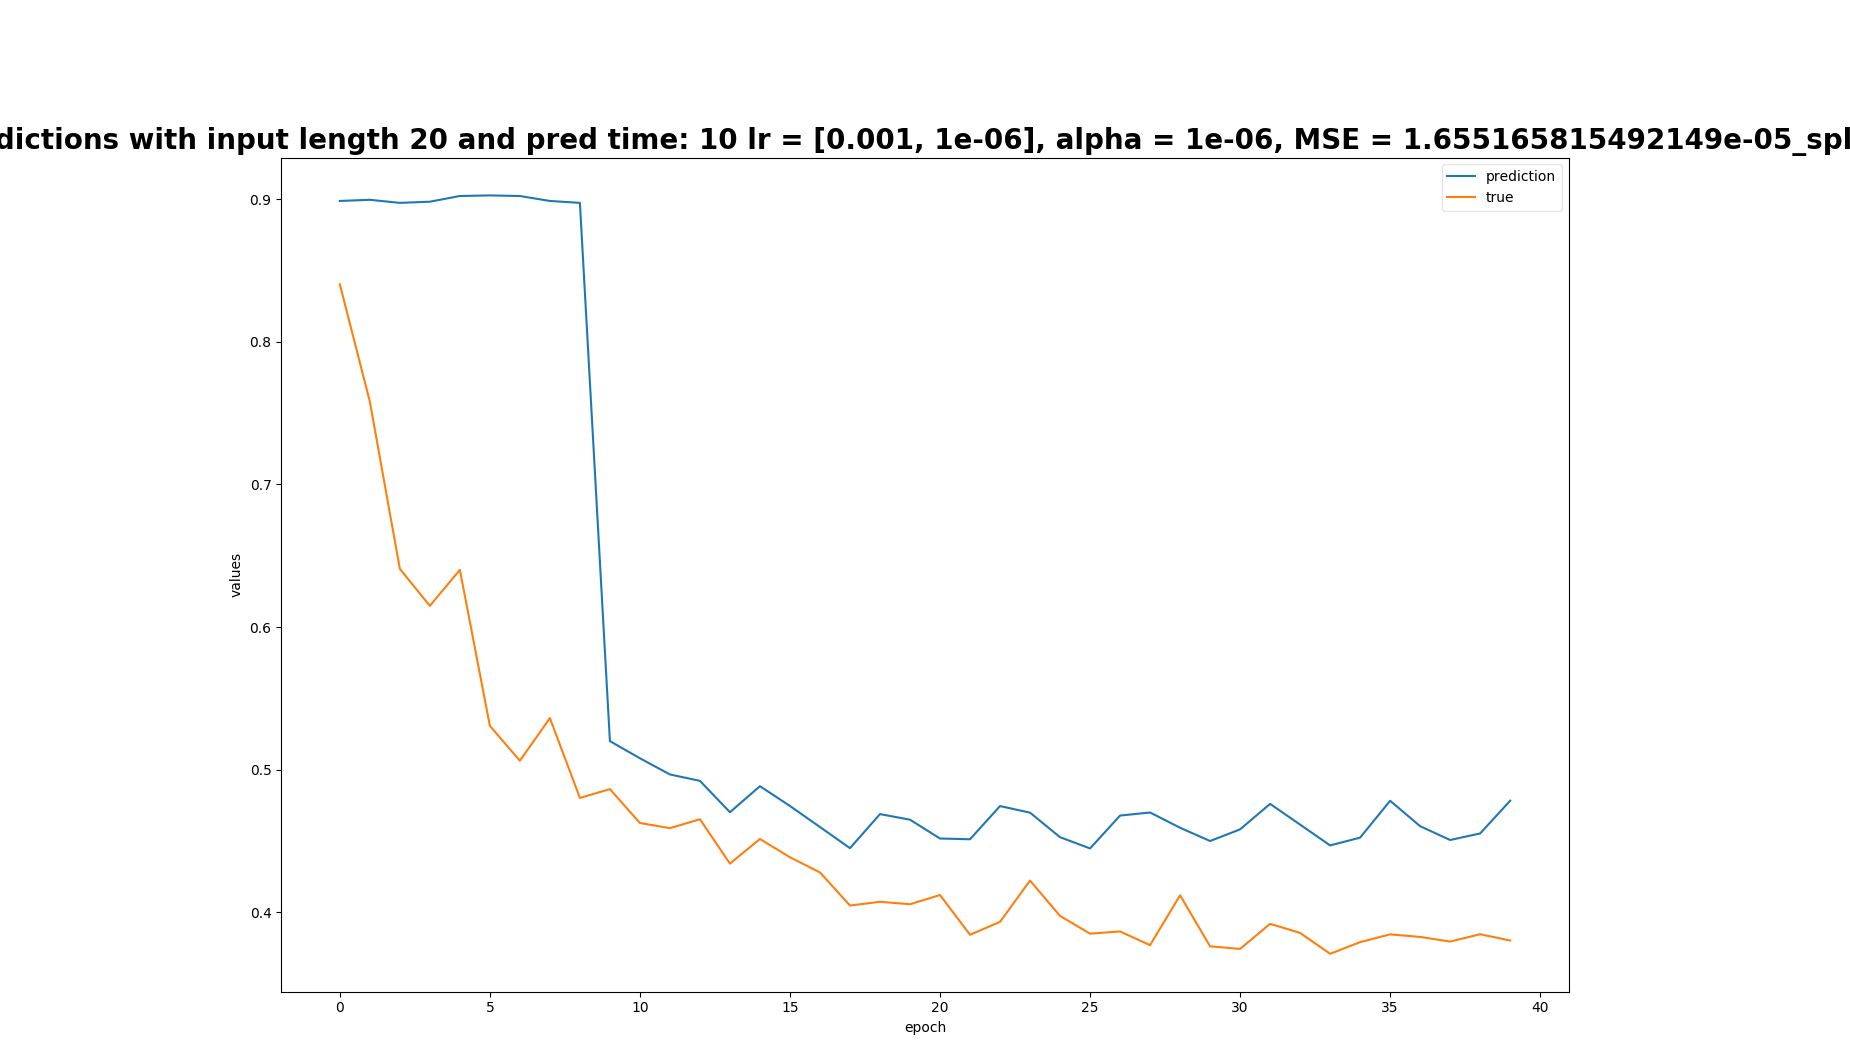 dictions with input length 20 and pred time: 10 lr = [0.001, 1e-06], alpha = 1e-06, MSE = 1.655165815492149e-05_spl
prediction
true
0.9
0.8
0.7
0.6
0.5
0.4
values
0 5 10 15 20 25 30 35 40
epoch